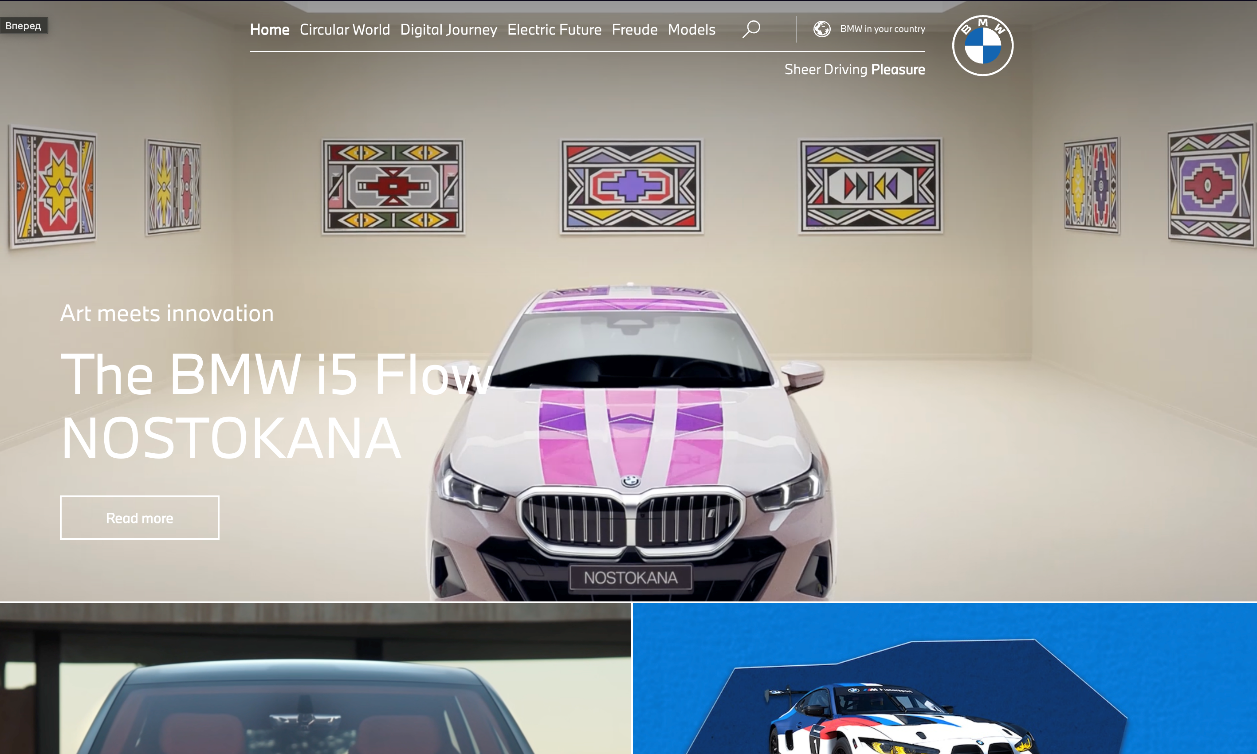 Вперед
Home Circular World Digital Journey Electric Future Freude Models BMW in your country
BMW
Sheer Driving Pleasure
Art meets innovation
The BMW i5 Flow
NOSTOKANA
Read more
NOSTOKANA